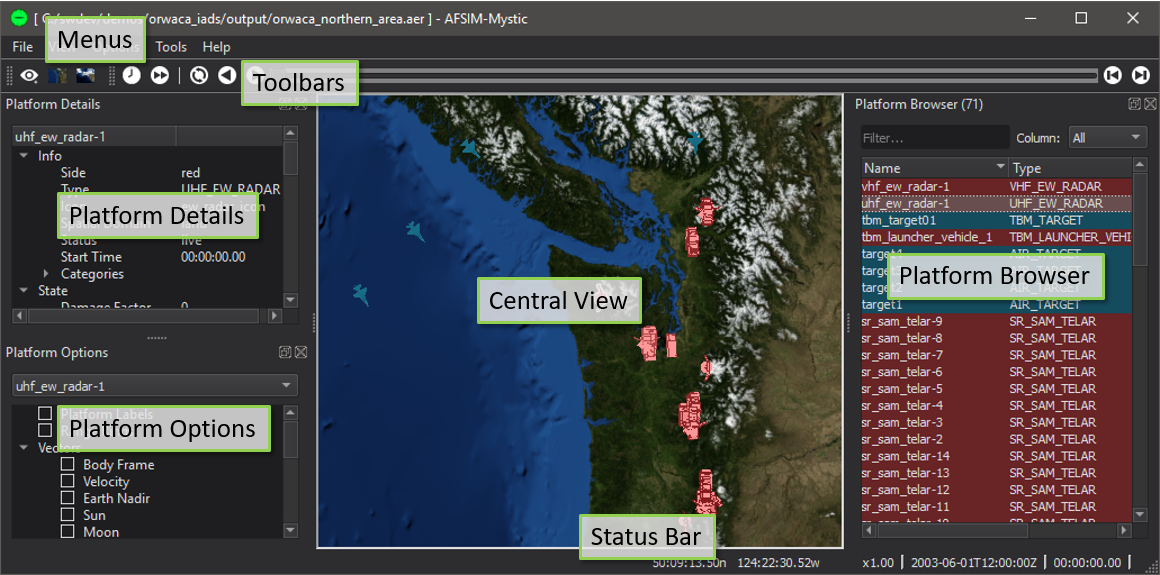 [ C:/swdev/demos/orwaca_iads/output/orwaca_northern_area.aer ] - AFSIM-Mystic
File Tools Help
Menus
Toolbars
Platform Details
uhf_ew_radar-1
Info
Side red
Type UHF_EW_RADAR
ew_radar_icon
Platform Details
Status live
Start Time 00:00:00.00
Categories
State
Damage Factor 0
Platform Options
uhf_ew_radar-1
Platform Labels
Platform Options
Vectors
Body Frame
Velocity
Earth Nadir
Sun
Moon
Central View
Status Bar
50:09:13.50n 124:22:30.52w
Platform Browser (71)
Filter... Column: All
Name Type
vhf_ew_radar-1 VHF_EW_RADAR
uhf_ew_radar-1 UHF_EW_RADAR
tbm_target01 TBM_TARGET
tbm_launcher_vehicle_1 TBM_LAUNCHER_VEHI
target4 AIR_TARGET
Platform Browser
target2 AIR_TARGET
target1 AIR_TARGET
sr_sam_telar-9 SR_SAM_TELAR
sr_sam_telar-8 SR_SAM_TELAR
sr_sam_telar-7 SR_SAM_TELAR
sr_sam_telar-6 SR_SAM_TELAR
sr_sam_telar-5 SR_SAM_TELAR
sr_sam_telar-4 SR_SAM_TELAR
sr_sam_telar-3 SR_SAM_TELAR
sr_sam_telar-2 SR_SAM_TELAR
sr_sam_telar-14 SR_SAM_TELAR
sr_sam_telar-13 SR_SAM_TELAR
sr_sam_telar-12 SR_SAM_TELAR
sr_sam_telar-11 SR_SAM_TELAR
sr_sam_telar-10 SR_SAM_TELAR
x1.00 2003-06-01T12:00:00Z 00:00:00.00